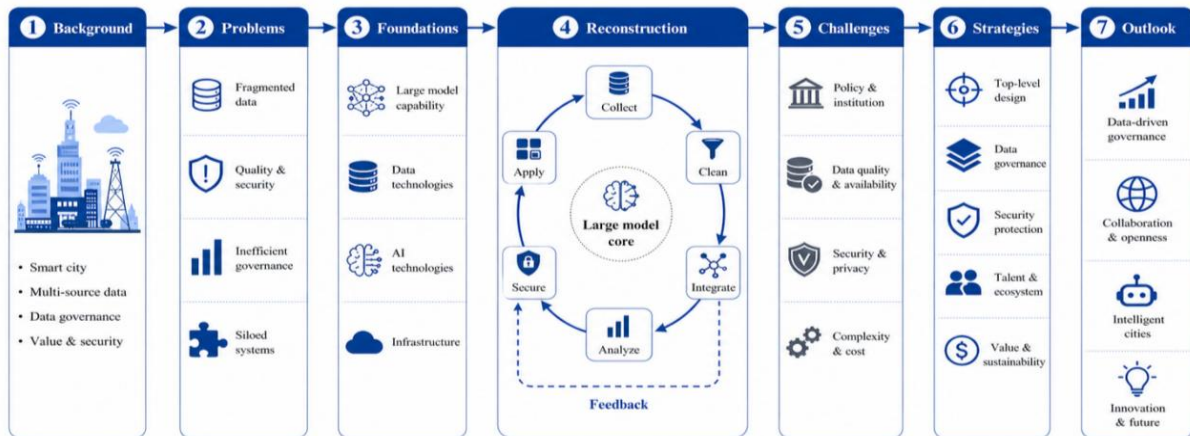 1 Background
Smart city
Multi-source data
Data governance
Value & security
2 Problems
Fragmented
data
Quality &
security
Inefficient
governance
Siloed
systems
3 Foundations
Large model
capability
Data
technologies
AI
technologies
Infrastructure
4 Reconstruction
Collect
Clean
Integrate
Analyze
Secure
Apply
Large model
core
Feedback
5 Challenges
Policy &
institution
Data quality
& availability
Security &
privacy
Complexity
& cost
6 Strategies
Top-level
design
Data
governance
Security
protection
Talent &
ecosystem
Value &
sustainability
7 Outlook
Data-driven
governance
Collaboration
& openness
Intelligent
cities
Innovation
& future